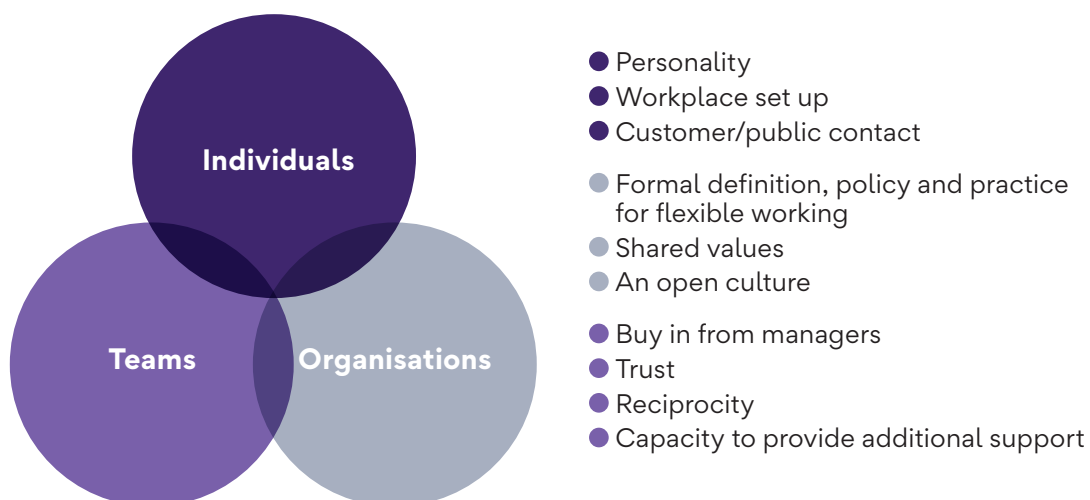 Individuals
Teams
Organisations
Personality
Workplace set up
Customer/public contact
Formal definition, policy and practice
for flexible working
Shared values
An open culture
Buy in from managers
Trust
Reciprocity
Capacity to provide additional support